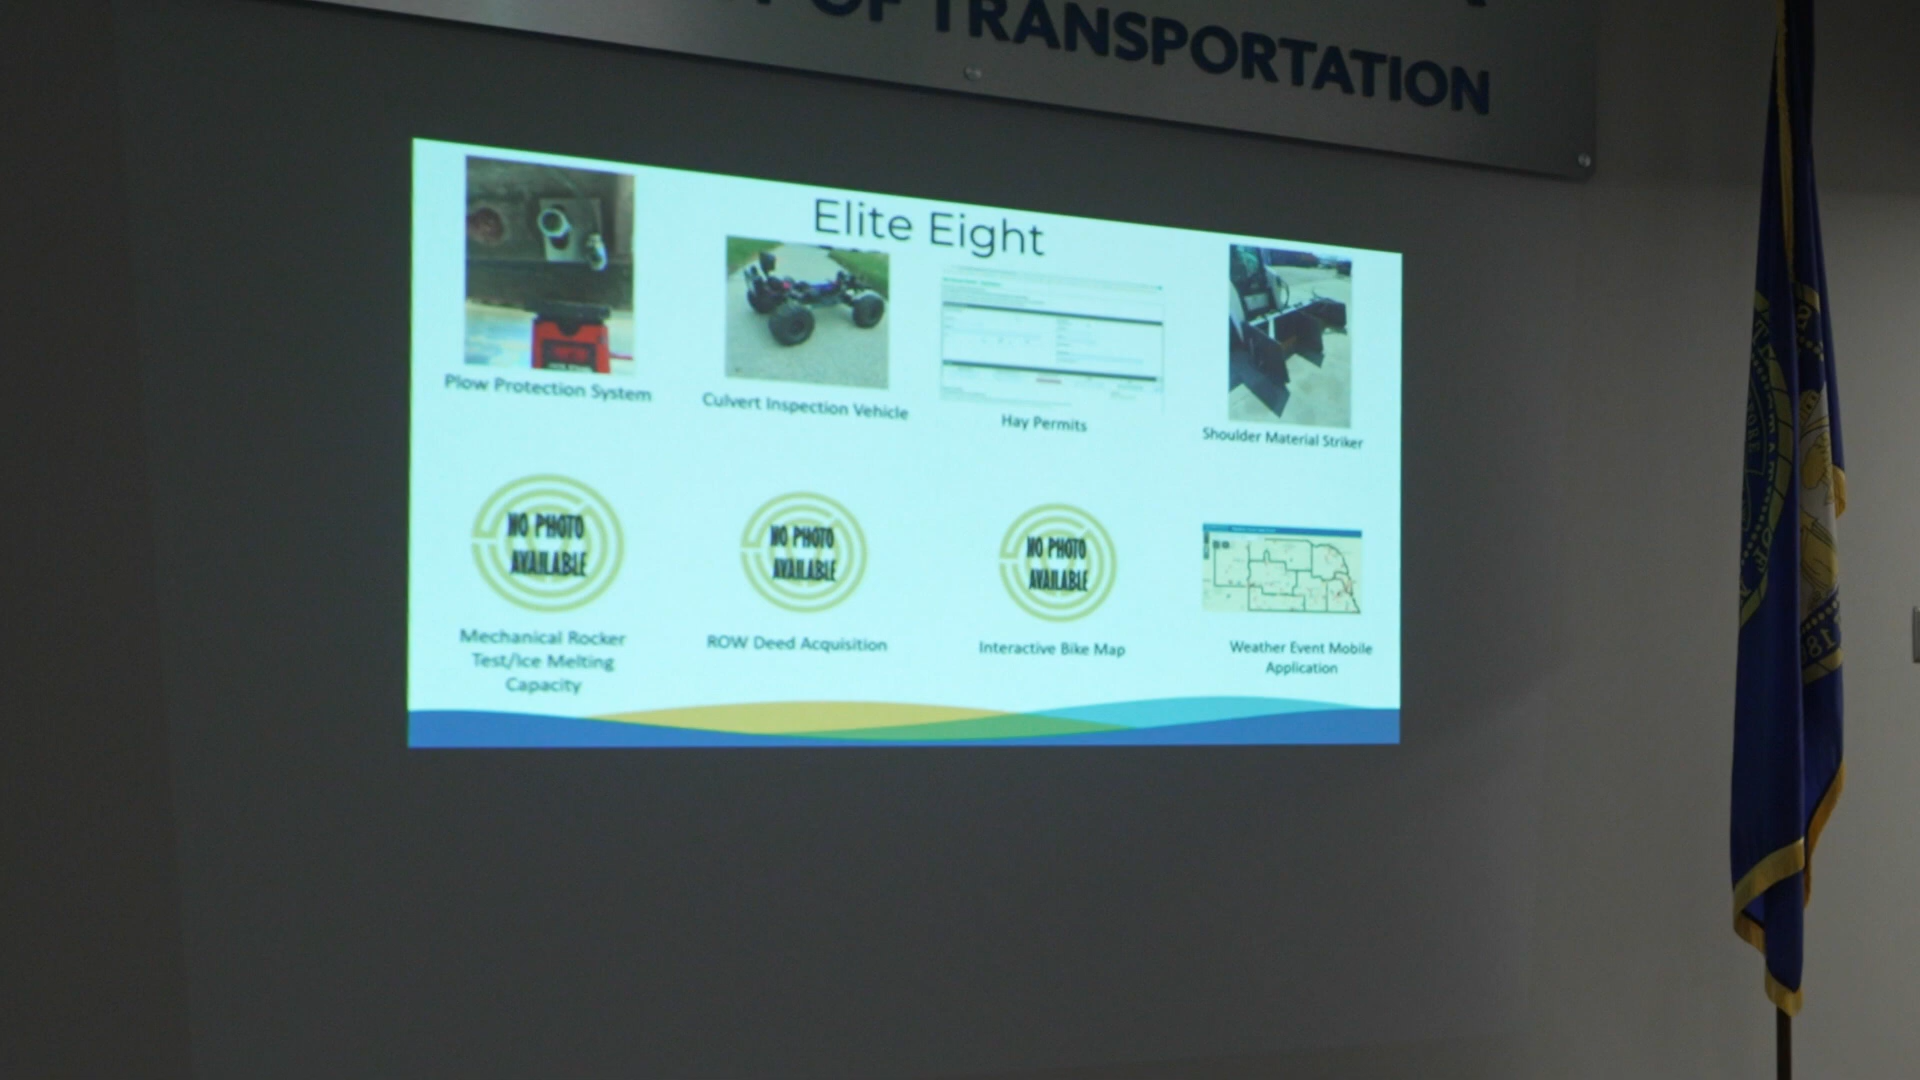 OF TRANSPORTATION
Elite Eight
Plow Protection System
Culvert Inspection Vehicle
Hay Permits
Shoulder Material Striker
NO PHOTO
AVAILABLE
NO PHOTO
AVAILABLE
NO PHOTO
AVAILABLE
Mechanical Rocker
Test/Ice Melting
Capacity
ROW Deed Acquisition
Interactive Bike Map
Weather Event Mobile
Application